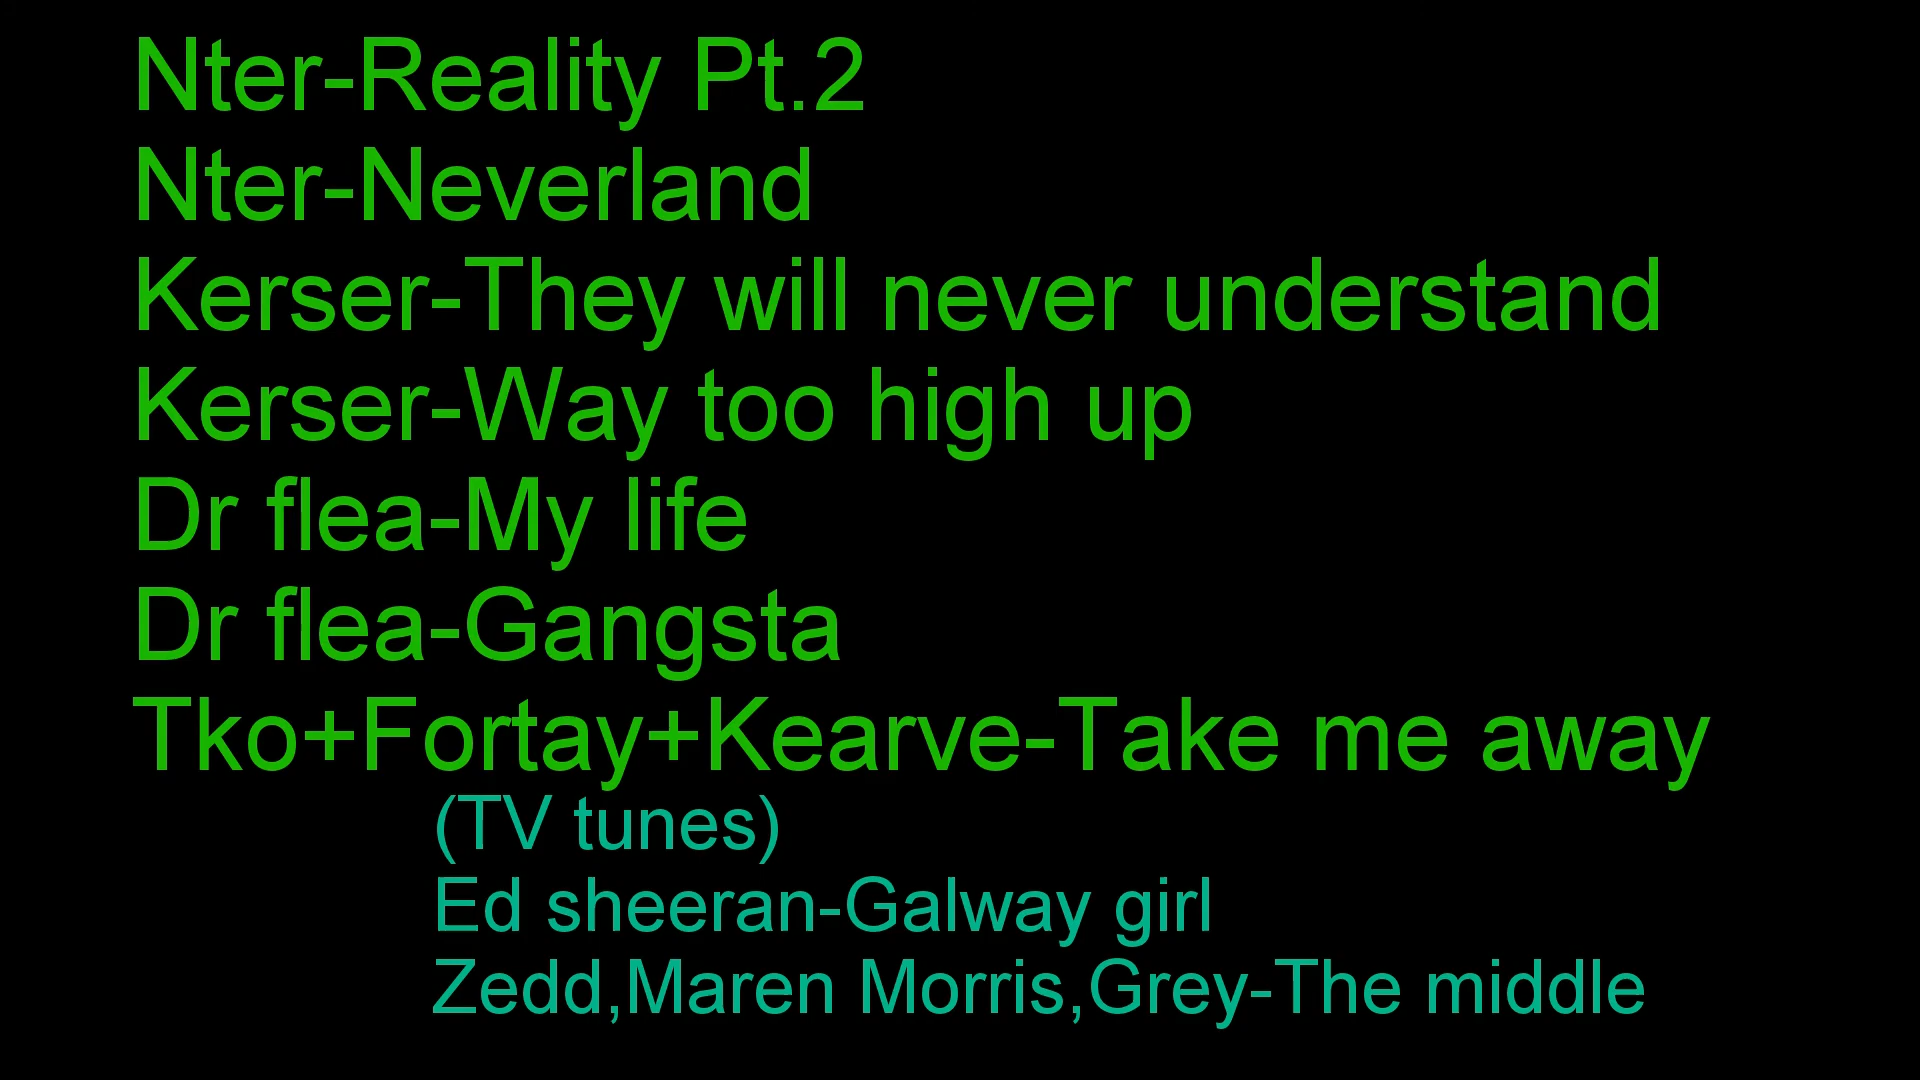 Nter-Reality Pt.2
Nter-Neverland
Kerser-They will never understand
Kerser-Way too high up
Dr flea-My life
Dr flea-Gangsta
Tko+Fortay+Kearve-Take me away
(TV tunes)
Ed sheeran-Galway girl
Zedd,Maren Morris,Grey-The middle